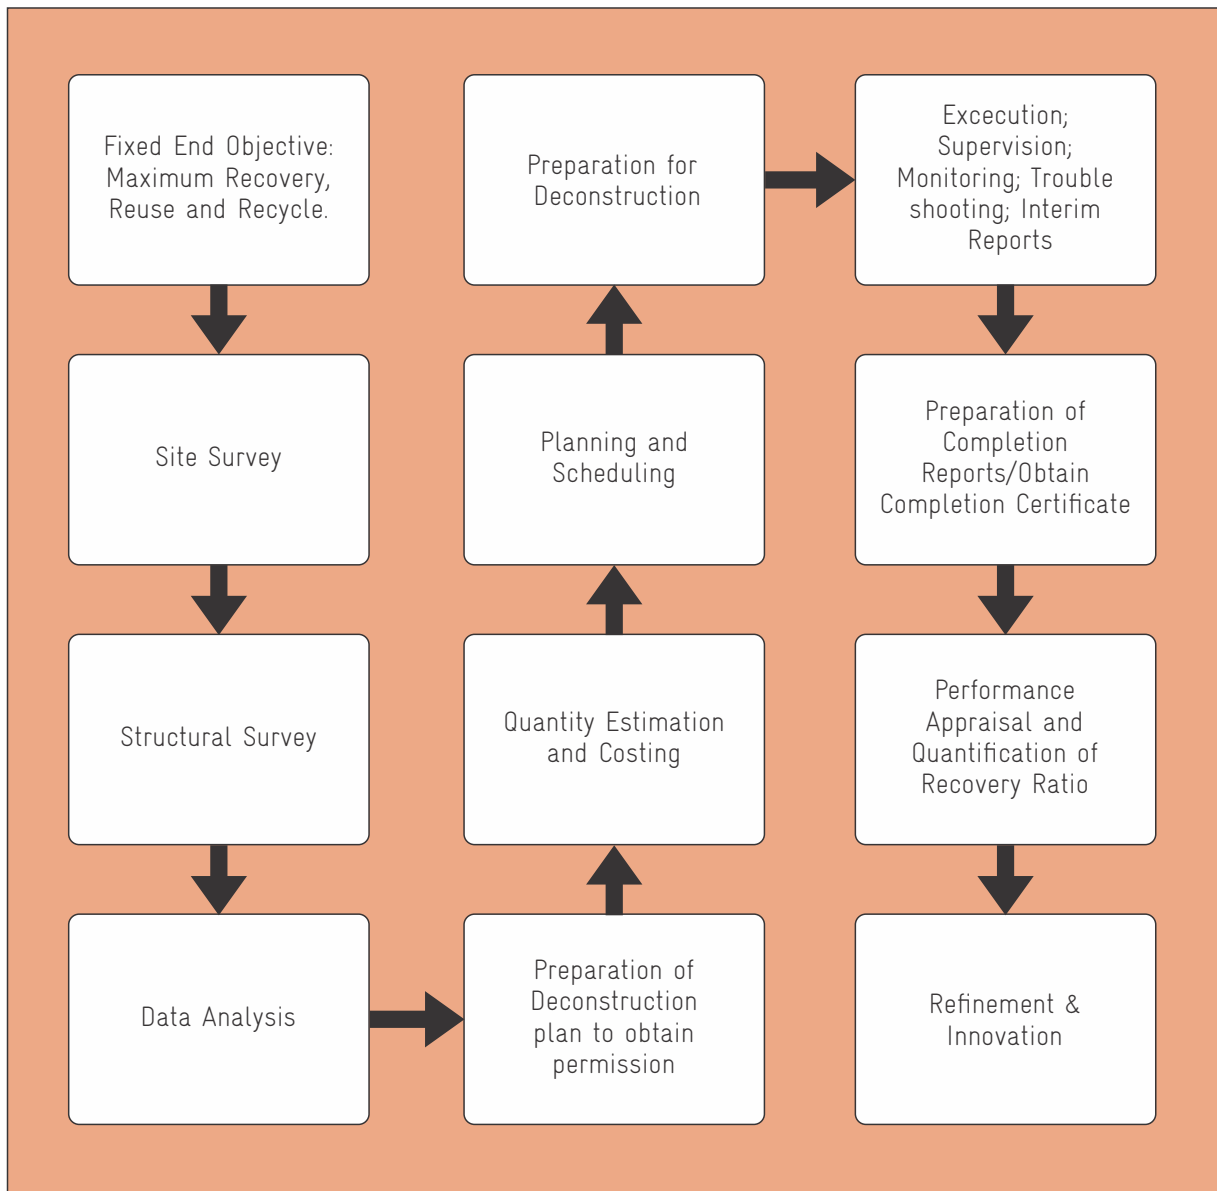 Fixed End Objective:
Maximum Recovery,
Reuse and Recycle.
Site Survey
Structural Survey
Data Analysis
Preparation of
Deconstruction
plan to obtain
permission
Quantity Estimation
and Costing
Planning and
Scheduling
Preparation for
Deconstruction
Excecution;
Supervision;
Monitoring; Trouble
shooting; Interim
Reports
Preparation of
Completion
Reports/Obtain
Completion Certificate
Performance
Appraisal and
Quantification of
Recovery Ratio
Refinement &
Innovation